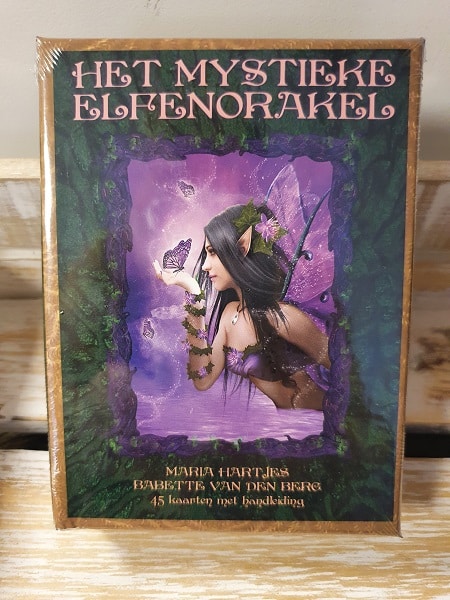 HET MYSTIEKE
ELFENORAKEL
MARIA HARTJES
BABETTE VAN DEN BERG
45 kaarten met handleiding